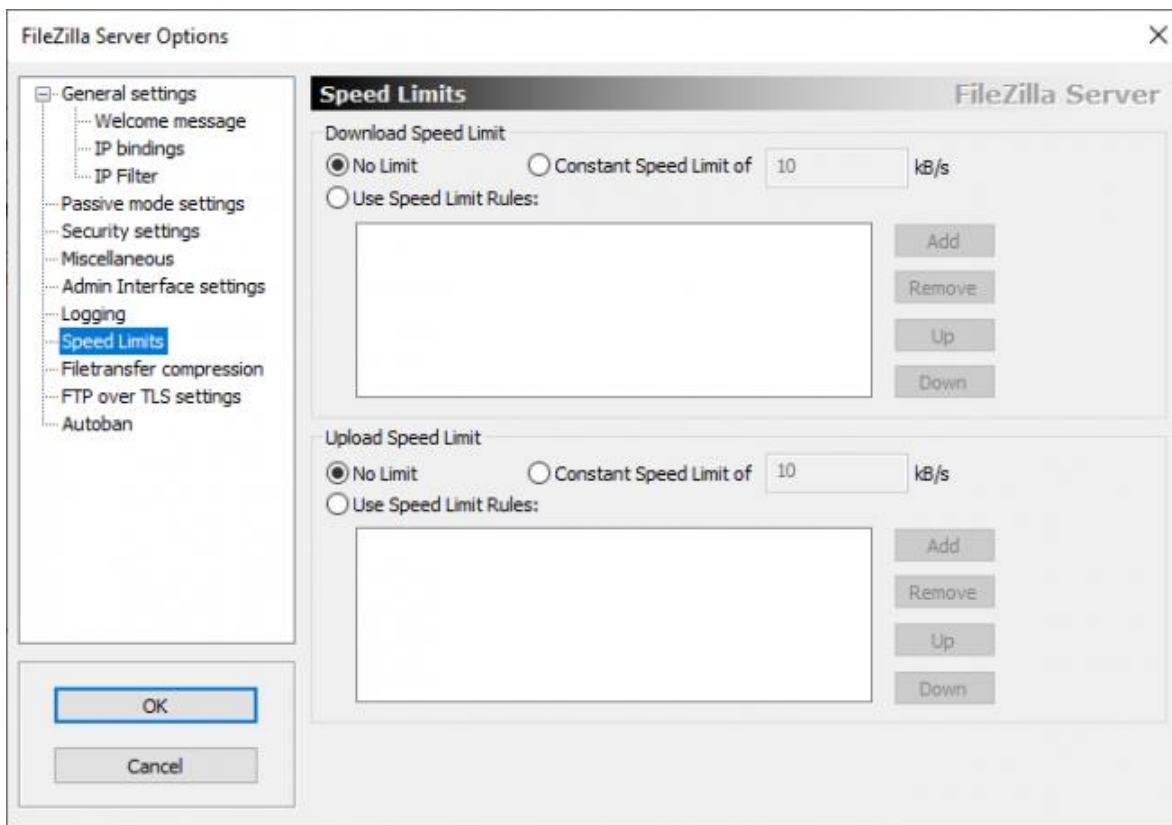 FileZilla Server Options
General settings
Welcome message
IP bindings
IP Filter
Passive mode settings
Security settings
Miscellaneous
Admin Interface settings
Logging
Speed Limits
Filetransfer compression
FTP over TLS settings
Autoban
OK
Cancel
Speed Limits FileZilla Server
Download Speed Limit
No Limit Constant Speed Limit of 10 kB/s
Use Speed Limit Rules:
Add
Remove
Up
Down
Upload Speed Limit
No Limit Constant Speed Limit of 10 kB/s
Use Speed Limit Rules:
Add
Remove
Up
Down